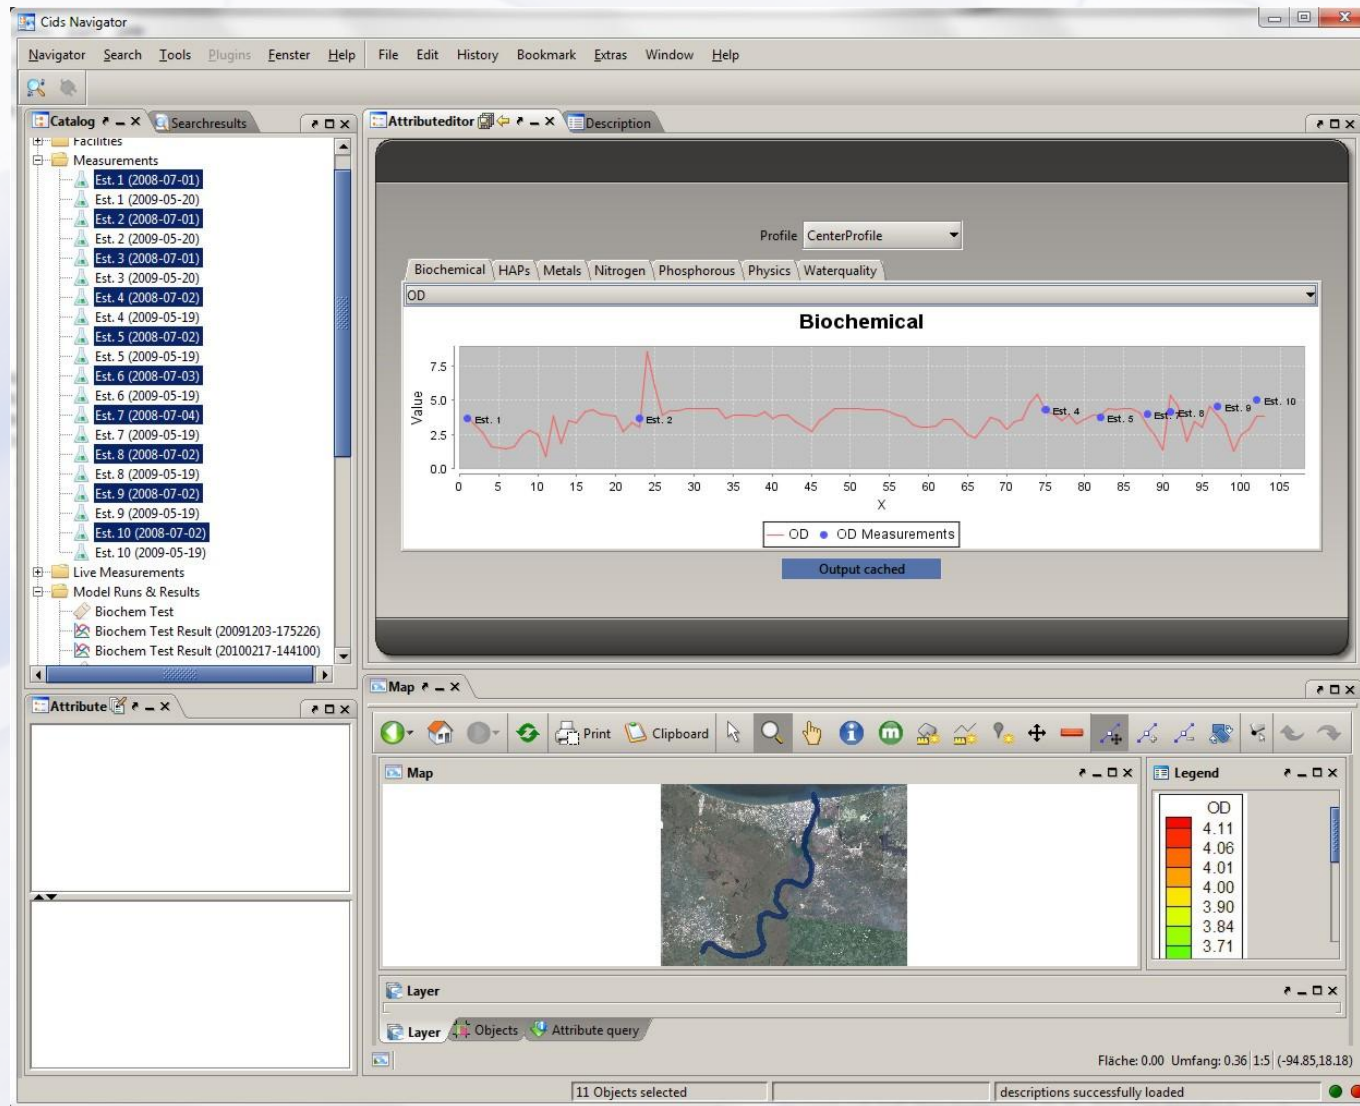 Cids Navigator
Navigator Search Tools Plugins Fenster Help File Edit History Bookmark Extras Window Help
Catalog Searchresults
Facilities
Measurements
Est. 1 (2008-07-01)
Est. 1 (2009-05-20)
Est. 2 (2008-07-01)
Est. 2 (2009-05-20)
Est. 3 (2008-07-01)
Est. 3 (2009-05-20)
Est. 4 (2008-07-02)
Est. 4 (2009-05-19)
Est. 5 (2008-07-02)
Est. 5 (2009-05-19)
Est. 6 (2008-07-03)
Est. 6 (2009-05-19)
Est. 7 (2008-07-04)
Est. 7 (2009-05-19)
Est. 8 (2008-07-02)
Est. 8 (2009-05-19)
Est. 9 (2008-07-02)
Est. 9 (2009-05-19)
Est. 10 (2008-07-02)
Est. 10 (2009-05-19)
Live Measurements
Model Runs & Results
Biochem Test
Biochem Test Result (20091203-175226)
Biochem Test Result (20100217-144100)
Attribute
Attributeditor Description
Profile CenterProfile
Biochemical HAPs Metals Nitrogen Phosphorous Physics Waterquality
OD
Biochemical
Value
7.5
5.0
2.5
0.0
Est. 1 Est. 2 Est. 4 Est. 5 Est. 7 Est. 8 Est. 9 Est. 10
0 5 10 15 20 25 30 35 40 45 50 55 60 65 70 75 80 85 90 95 100 105
X
OD OD Measurements
Output cached
Map
Print Clipboard
Map
Legend
OD
4.11
4.06
4.01
4.00
3.90
3.84
3.71
Layer
Layer Objects Attribute query
Fläche: 0.00 Umfang: 0.36 1:5 (-94.85,18.18)
11 Objects selected descriptions successfully loaded